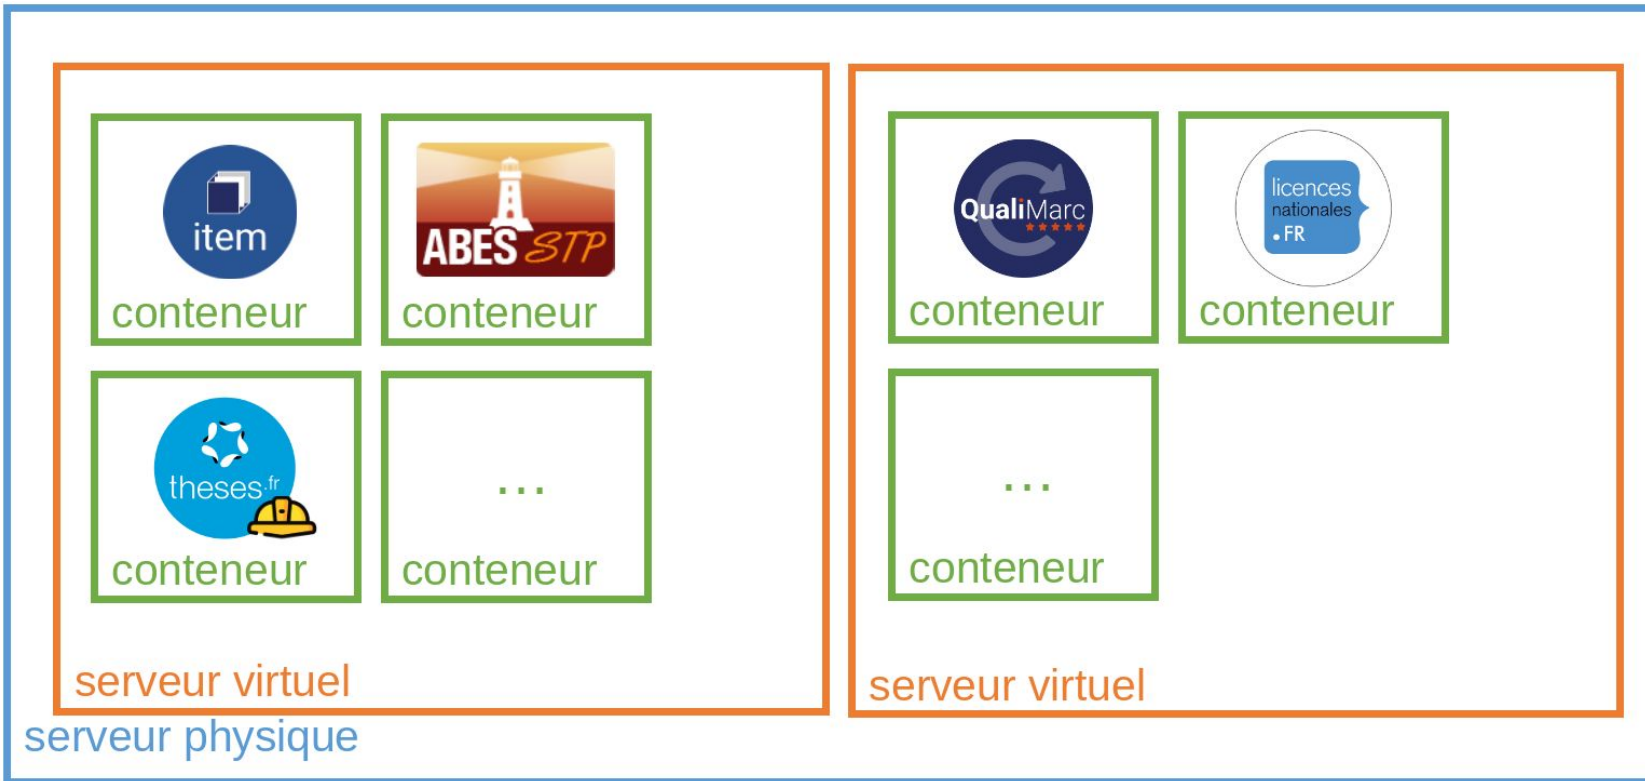 item
conteneur
ABES STP
conteneur
theses.fr
conteneur
...
conteneur
serveur virtuel
QualiMarc
conteneur
licences
nationales
.FR
conteneur
...
conteneur
serveur virtuel
serveur physique